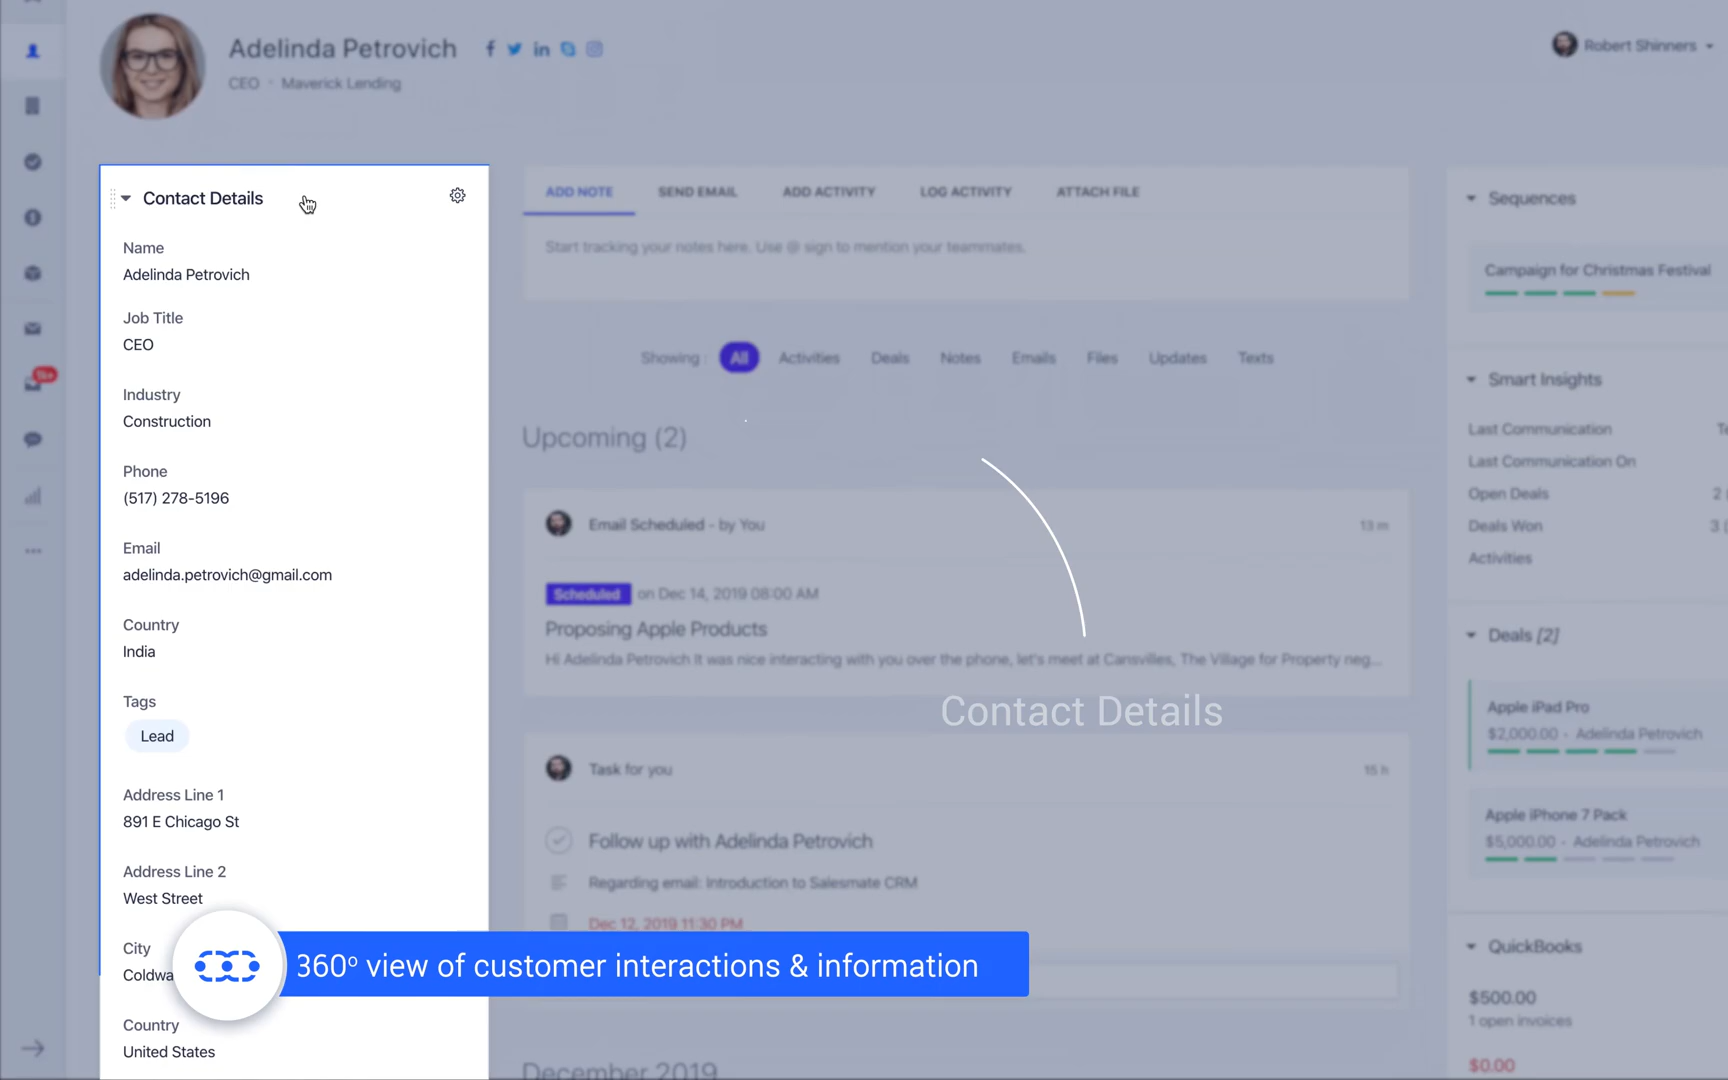 Adelinda Petrovich
CEO · Maverick Lending
Robert Shinners
Contact Details
Name
Adelinda Petrovich
Job Title
CEO
Industry
Construction
Phone
(517) 278-5196
Email
adelinda.petrovich@gmail.com
Country
India
Tags
Lead
Address Line 1
891 E Chicago St
Address Line 2
West Street
City
Coldwa
Country
United States
ADD NOTE SEND EMAIL ADD ACTIVITY LOG ACTIVITY ATTACH FILE
Start tracking your notes here. Use @ sign to mention your teammates.
Showing : All Activities Deals Notes Emails Files Updates Texts
Upcoming (2)
Email Scheduled - by You 13 m
Scheduled on Dec 14, 2019 08:00 AM
Proposing Apple Products
Hi Adelinda Petrovich It was nice interacting with you over the phone, let's meet at Cansvilles, The Village for Property neg...
Contact Details
Task for you 15 h
Follow up with Adelinda Petrovich
Regarding email: Introduction to Salesmate CRM
Dec 12, 2019 11:30 PM
360º view of customer interactions & information
December 2019
Sequences
Campaign for Christmas Festival
Smart Insights
Last Communication
Last Communication On
Open Deals 2
Deals Won 3
Activities
Deals [2]
Apple iPad Pro
$2,000.00 - Adelinda Petrovich
Apple iPhone 7 Pack
$5,000.00 - Adelinda Petrovich
QuickBooks
$500.00
1 open invoices
$0.00